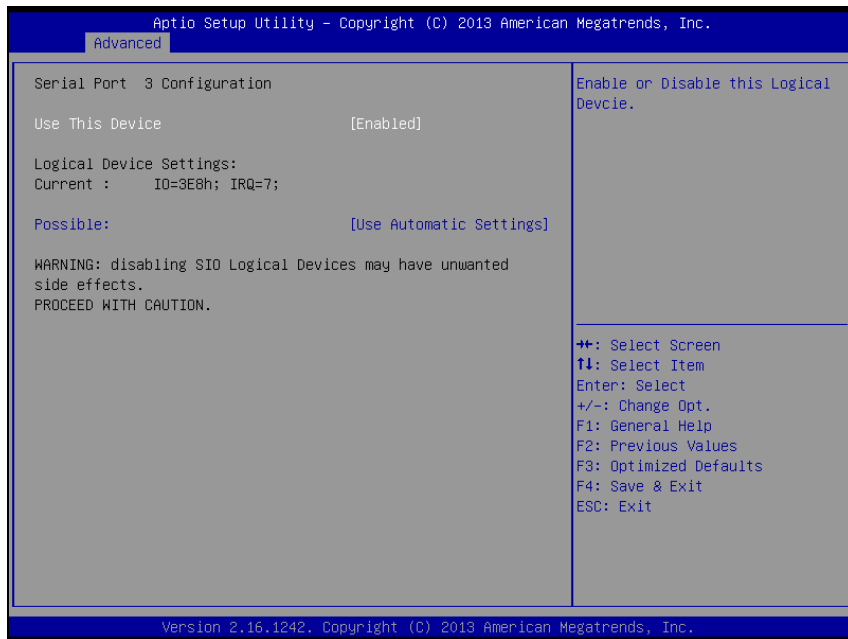 Aptio Setup Utility – Copyright (C) 2013 American Megatrends, Inc.
Advanced
Serial Port 3 Configuration
Use This Device [Enabled]
Logical Device Settings:
Current : IO=3E8h; IRQ=7;
Possible: [Use Automatic Settings]
WARNING: disabling SIO Logical Devices may have unwanted
side effects.
PROCEED WITH CAUTION.
Enable or Disable this Logical
Devcie.
→←: Select Screen
↑↓: Select Item
Enter: Select
+/-: Change Opt.
F1: General Help
F2: Previous Values
F3: Optimized Defaults
F4: Save & Exit
ESC: Exit
Version 2.16.1242. Copyright (C) 2013 American Megatrends, Inc.